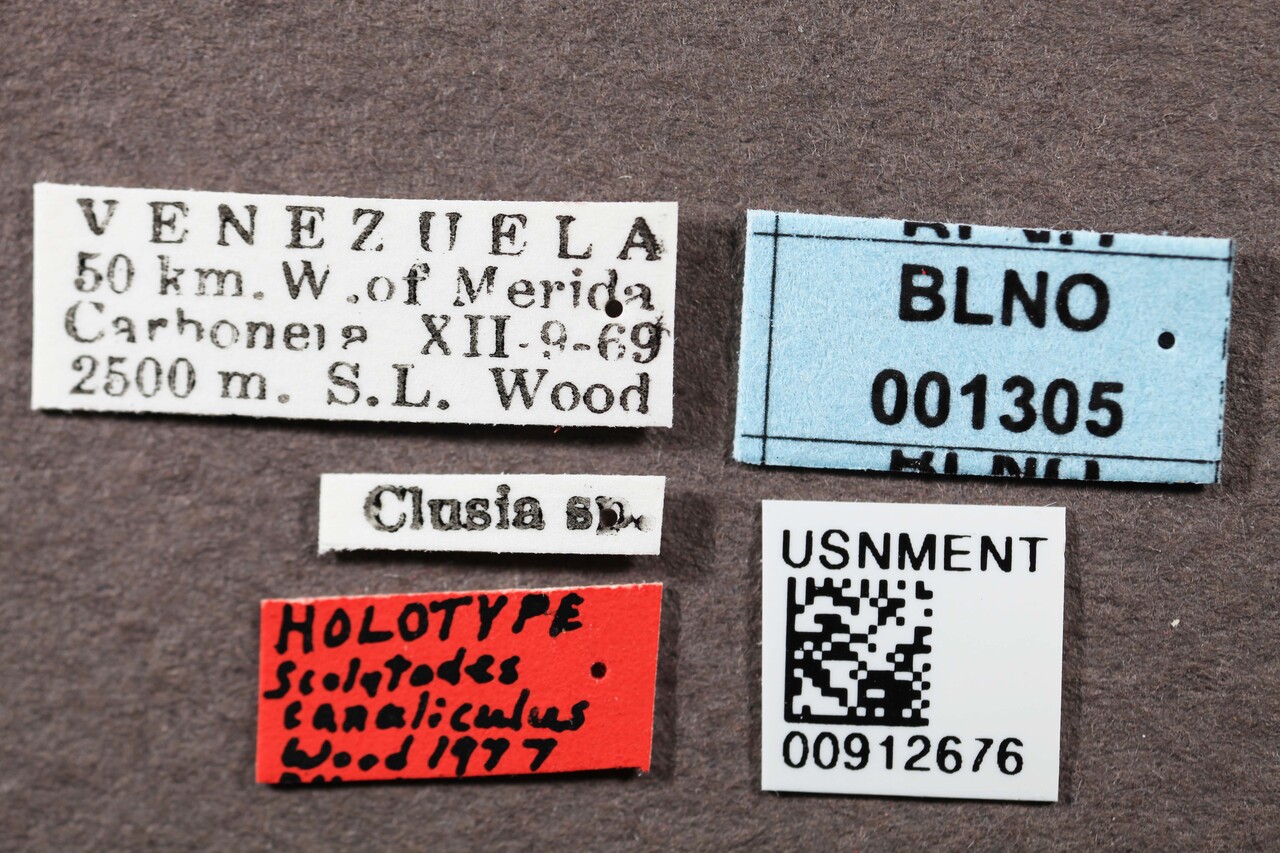 VENEZUELA
50 km. W. of Merida
Carbonera XII-9-69
2500 m. S.L. Wood
Clusia sp.
HOLOTYPE
Scolytodes
canaliculus
Wood 1977
BLNO
001305
USNMENT
00912676